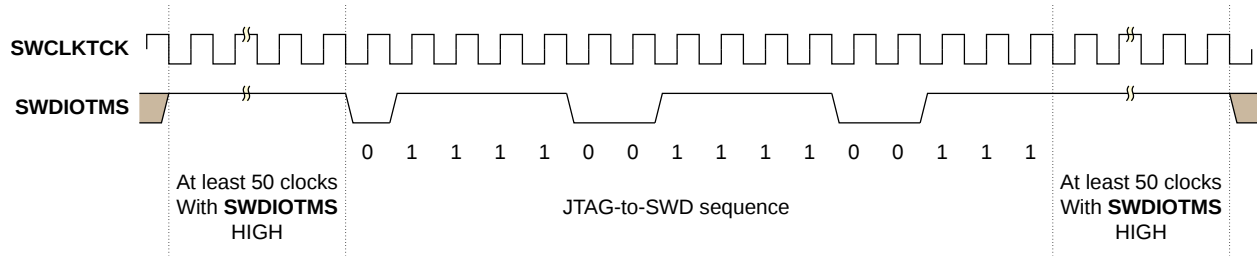 SWCLKTCK
SWDIOTMS
0 1 1 1 1 0 0 1 1 1 1 0 0 1 1 1
At least 50 clocks
With SWDIOTMS
HIGH
JTAG-to-SWD sequence
At least 50 clocks
With SWDIOTMS
HIGH